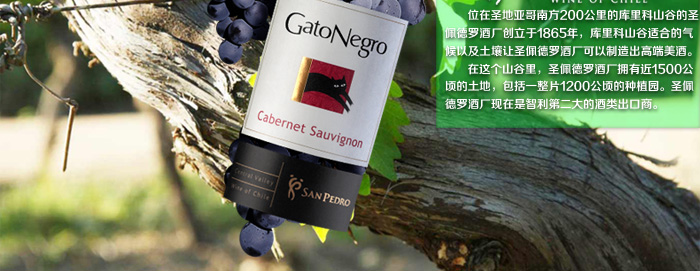 WINE OF CHILE
位在圣地亚哥南方200公里的库里科山谷的圣
佩德罗酒厂创立于1865年，库里科山谷适合的气
候以及土壤让圣佩德罗酒厂可以制造出高端美酒。
在这个山谷里，圣佩德罗酒厂拥有近1500公
顷的土地，包括一整片1200公顷的种植园。圣佩
德罗酒厂现在是智利第二大的酒类出口商。
GatoNegro
Cabernet Sauvignon
Central Valley
Wine of Chile
SAN PEDRO